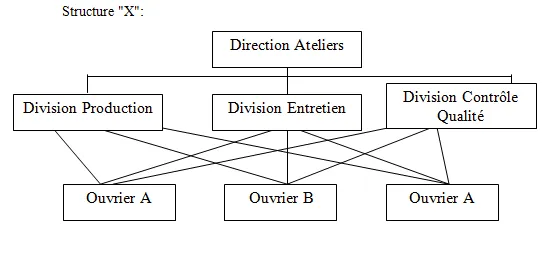 Structure "X":
Direction Ateliers
Division Production
Division Entretien
Division Contrôle
Qualité
Ouvrier A
Ouvrier B
Ouvrier A